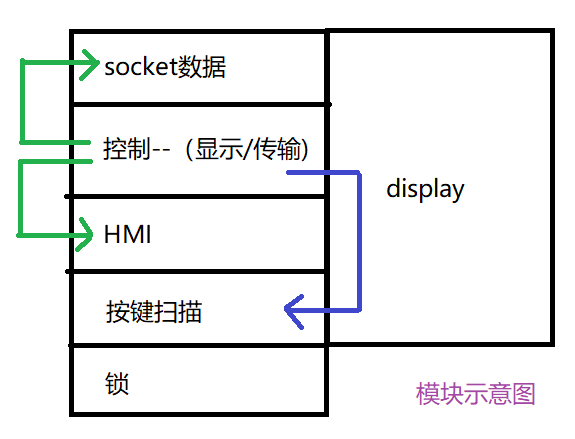 socket数据
控制--（显示/传输)
display
HMI
按键扫描
锁
模块示意图